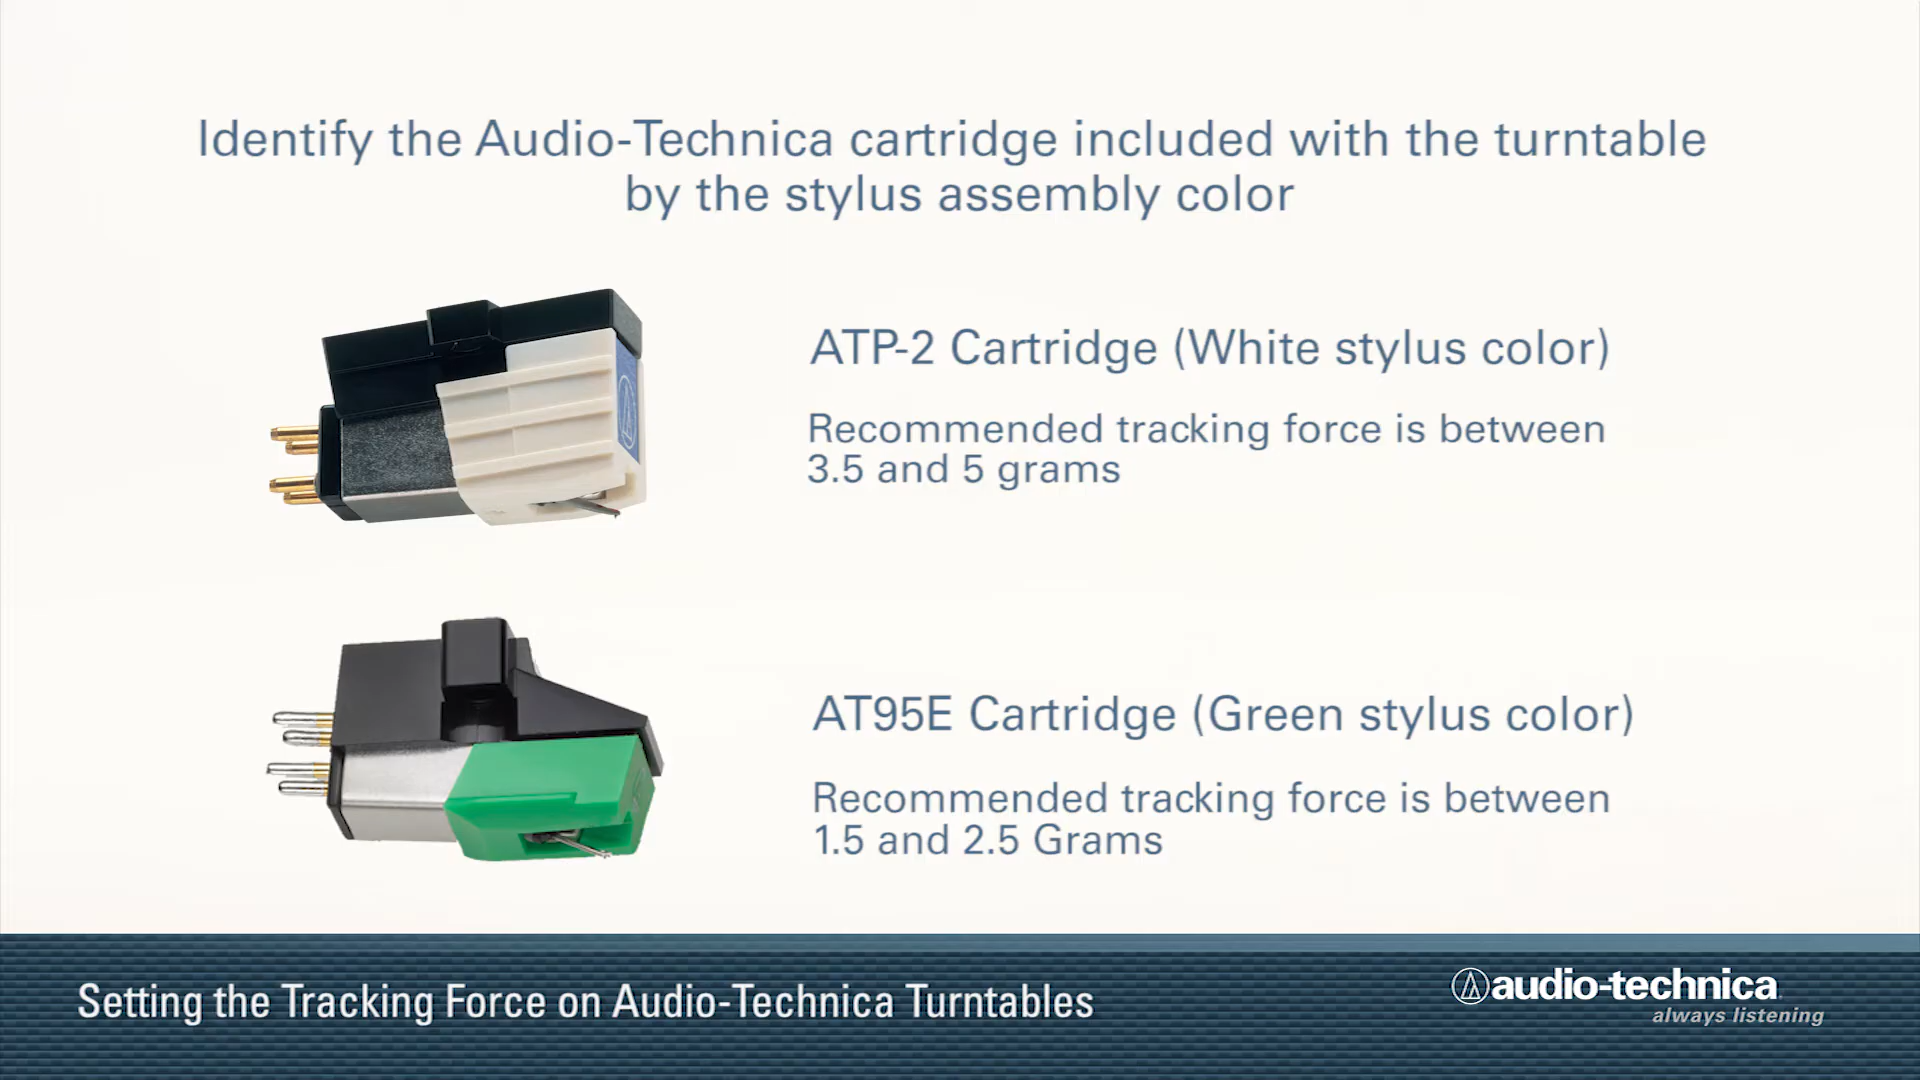 Identify the Audio-Technica cartridge included with the turntable
by the stylus assembly color
ATP-2 Cartridge (White stylus color)
Recommended tracking force is between
3.5 and 5 grams
AT95E Cartridge (Green stylus color)
Recommended tracking force is between
1.5 and 2.5 Grams
Setting the Tracking Force on Audio-Technica Turntables
audio-technica
always listening